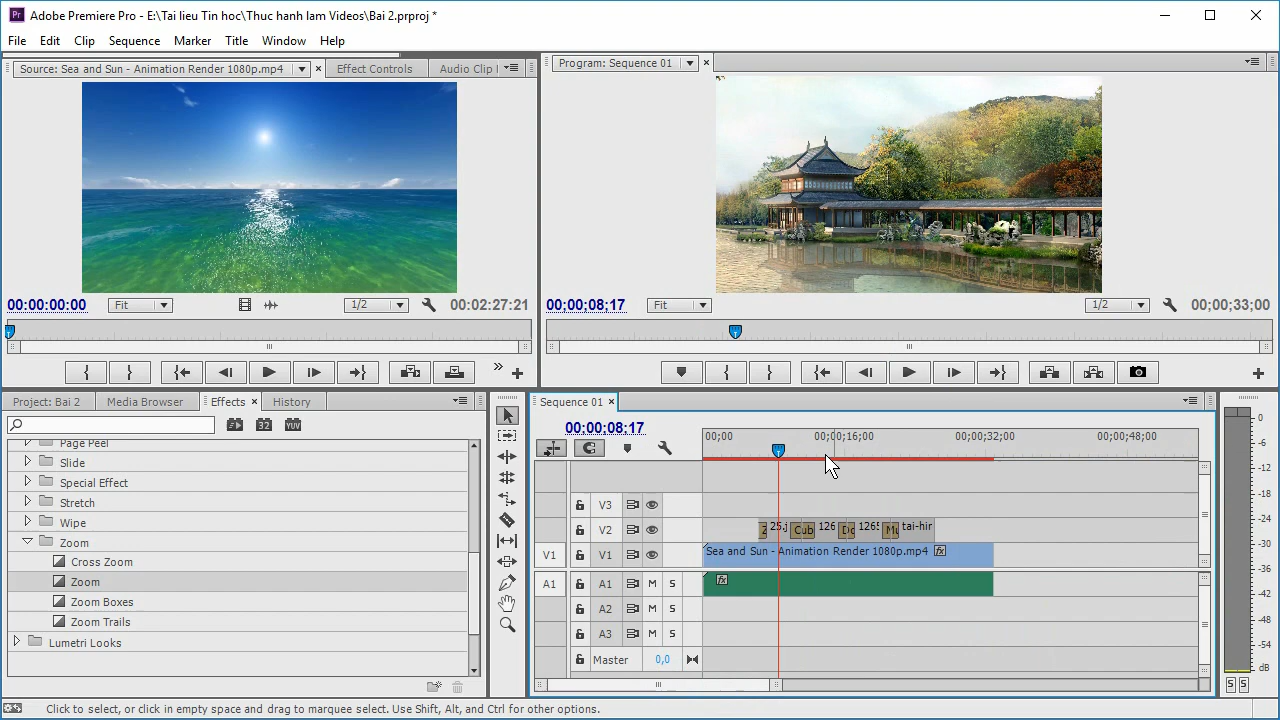 Adobe Premiere Pro - E:\Tai lieu Tin hoc\Thuc hanh lam Videos\Bai 2.prproj *
File Edit Clip Sequence Marker Title Window Help
Source: Sea and Sun - Animation Render 1080p.mp4 Effect Controls Audio Clip
Program: Sequence 01
00:00:00:00 Fit 1/2 00:02:27:21
00;00;08;17 Fit 1/2 00;00;33;00
Project: Bai 2 Media Browser Effects History
Page Peel
Slide
Special Effect
Stretch
Wipe
Zoom
Cross Zoom
Zoom
Zoom Boxes
Zoom Trails
Lumetri Looks
Sequence 01
00;00;08;17
00;00 00;00;16;00 00;00;32;00 00;00;48;00
V3
V2 Z 25.j Cub 126 Do 1265 tai-hir
V1 V1 Sea and Sun - Animation Render 1080p.mp4 fx
A1 A1 M S fx
A2 M S
A3 M S
Master 0,0
0
-6
-12
-18
-24
-30
-36
-42
-48
-54
dB
S S
Click to select, or click in empty space and drag to marquee select. Use Shift, Alt, and Ctrl for other options.